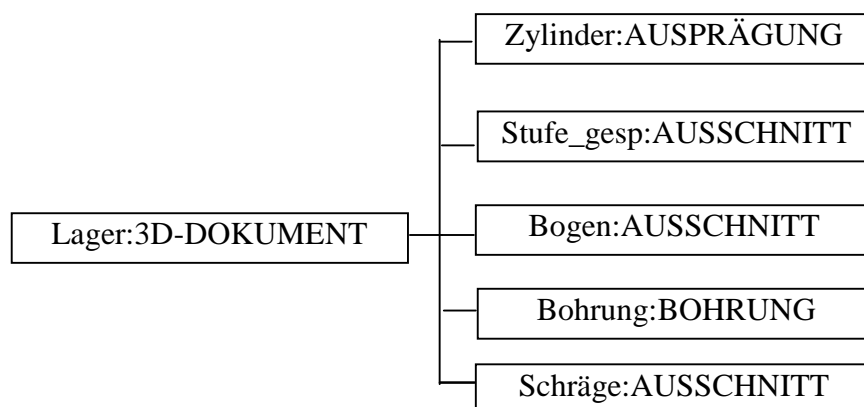 Zylinder:AUSPRÄGUNG
Stufe_gesp:AUSSCHNITT
Lager:3D-DOKUMENT
Bogen:AUSSCHNITT
Bohrung:BOHRUNG
Schräge:AUSSCHNITT